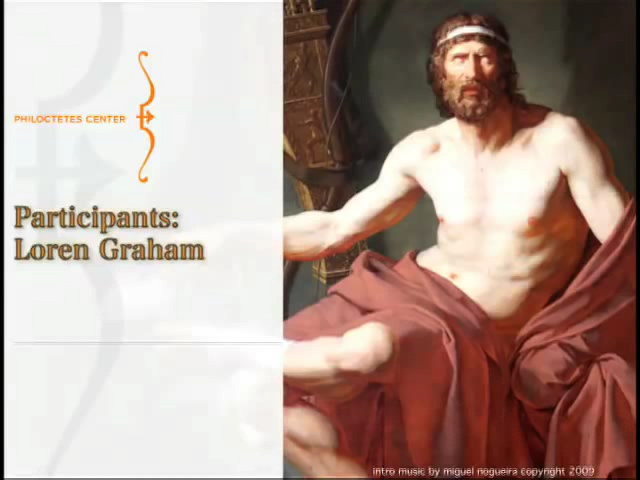 PHILOCTETES CENTER
Participants:
Loren Graham
intro music by miguel nogueira copyright 2009